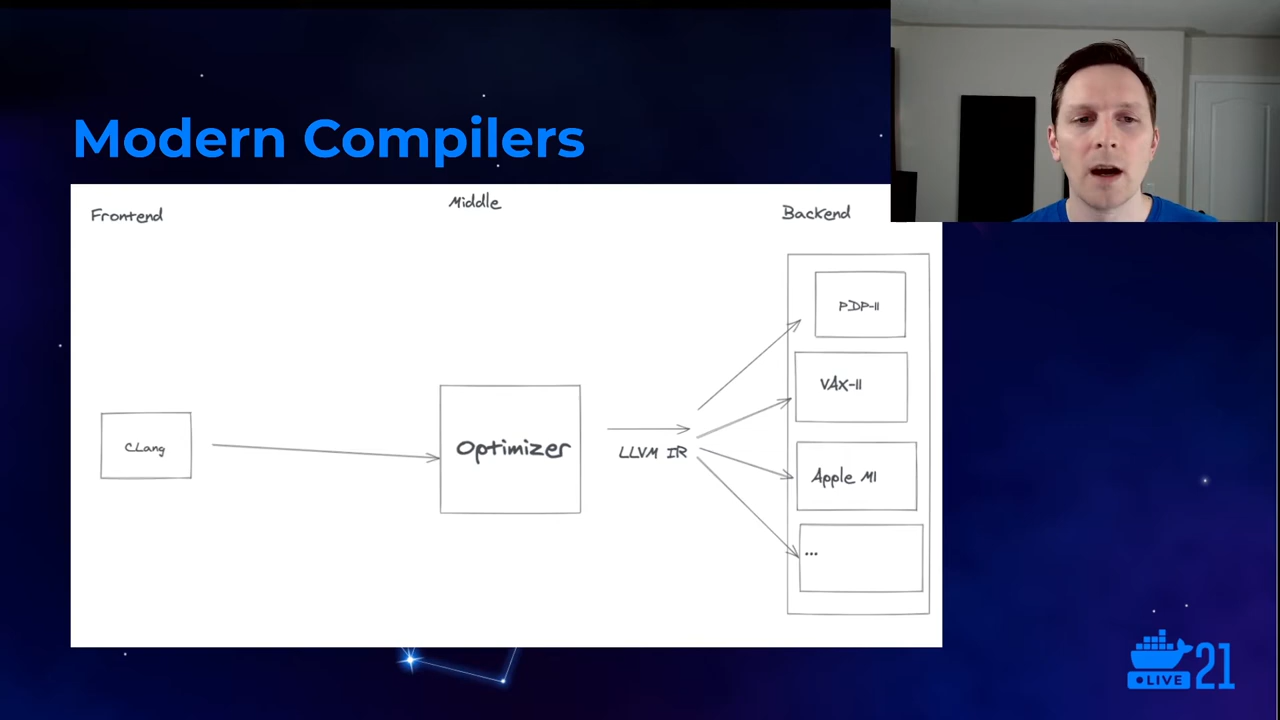 Modern Compilers
Frontend
Middle
Backend
CLang
Optimizer
LLVM IR
PDP-11
VAX-11
Apple M1
...
LIVE 21